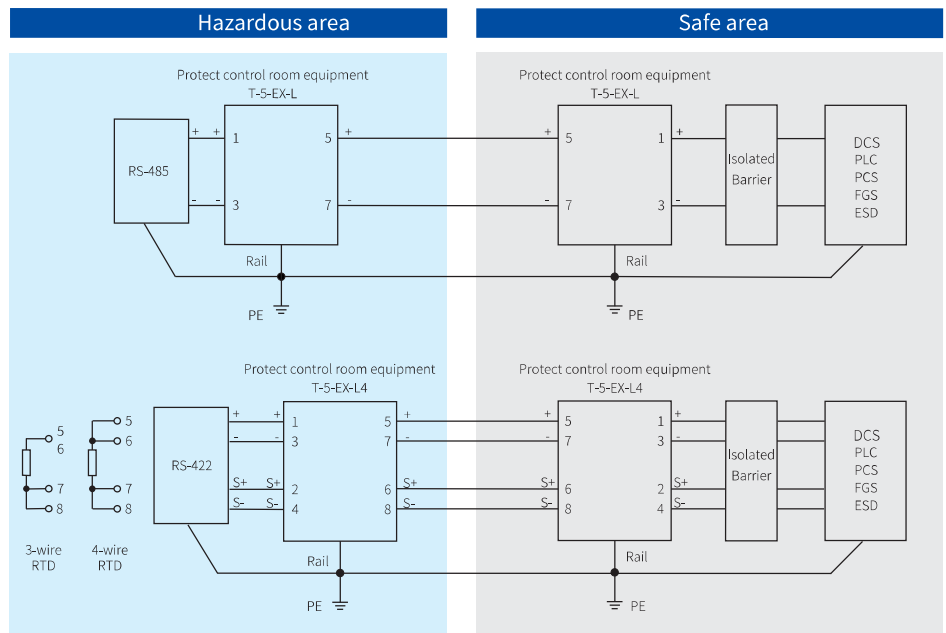 Hazardous area
Safe area
Protect control room equipment
T-5-EX-L
Protect control room equipment
T-5-EX-L
RS-485
+ + 1 5 +
- - 3 7 -
+ 5 1 +
- 7 3 -
Isolated
Barrier
DCS
PLC
PCS
FGS
ESD
Rail
PE
Rail
PE
Protect control room equipment
T-5-EX-L4
Protect control room equipment
T-5-EX-L4
5
6
7
8
3-wire
RTD
5
6
7
8
4-wire
RTD
RS-422
+ + 1 5 +
- - 3 7 -
S+ S+ 2 6 S+
S- S- 4 8 S-
+ 5 1 +
- 7 3 -
S+ 6 2 S+
S- 8 4 S-
Isolated
Barrier
DCS
PLC
PCS
FGS
ESD
Rail
PE
Rail
PE